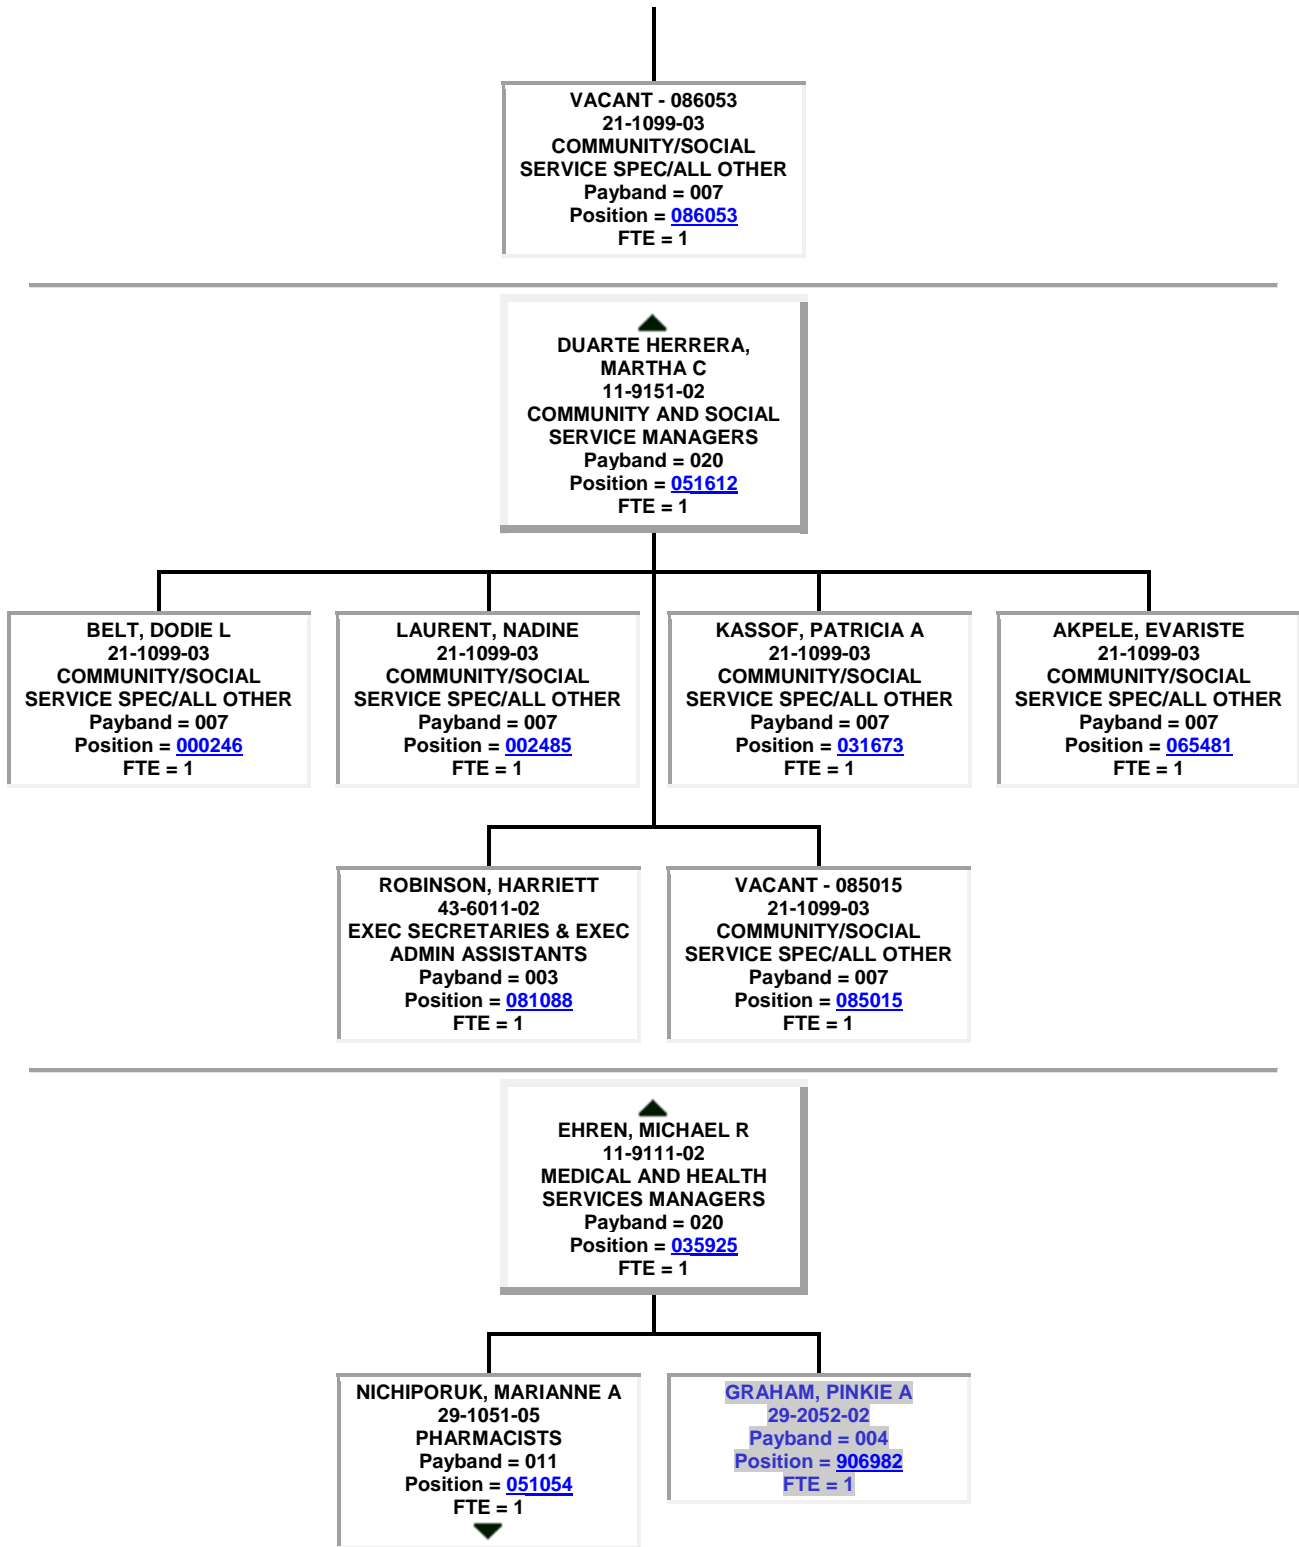 VACANT - 086053
21-1099-03
COMMUNITY/SOCIAL
SERVICE SPEC/ALL OTHER
Payband = 007
Position = 086053
FTE = 1
DUARTE HERRERA,
MARTHA C
11-9151-02
COMMUNITY AND SOCIAL
SERVICE MANAGERS
Payband = 020
Position = 051612
FTE = 1
BELT, DODIE L
21-1099-03
COMMUNITY/SOCIAL
SERVICE SPEC/ALL OTHER
Payband = 007
Position = 000246
FTE = 1
LAURENT, NADINE
21-1099-03
COMMUNITY/SOCIAL
SERVICE SPEC/ALL OTHER
Payband = 007
Position = 002485
FTE = 1
KASSOF, PATRICIA A
21-1099-03
COMMUNITY/SOCIAL
SERVICE SPEC/ALL OTHER
Payband = 007
Position = 031673
FTE = 1
AKPELE, EVARISTE
21-1099-03
COMMUNITY/SOCIAL
SERVICE SPEC/ALL OTHER
Payband = 007
Position = 065481
FTE = 1
ROBINSON, HARRIETT
43-6011-02
EXEC SECRETARIES & EXEC
ADMIN ASSISTANTS
Payband = 003
Position = 081088
FTE = 1
VACANT - 085015
21-1099-03
COMMUNITY/SOCIAL
SERVICE SPEC/ALL OTHER
Payband = 007
Position = 085015
FTE = 1
EHREN, MICHAEL R
11-9111-02
MEDICAL AND HEALTH
SERVICES MANAGERS
Payband = 020
Position = 035925
FTE = 1
NICHIPORUK, MARIANNE A
29-1051-05
PHARMACISTS
Payband = 011
Position = 051054
FTE = 1
GRAHAM, PINKIE A
29-2052-02
Payband = 004
Position = 906982
FTE = 1